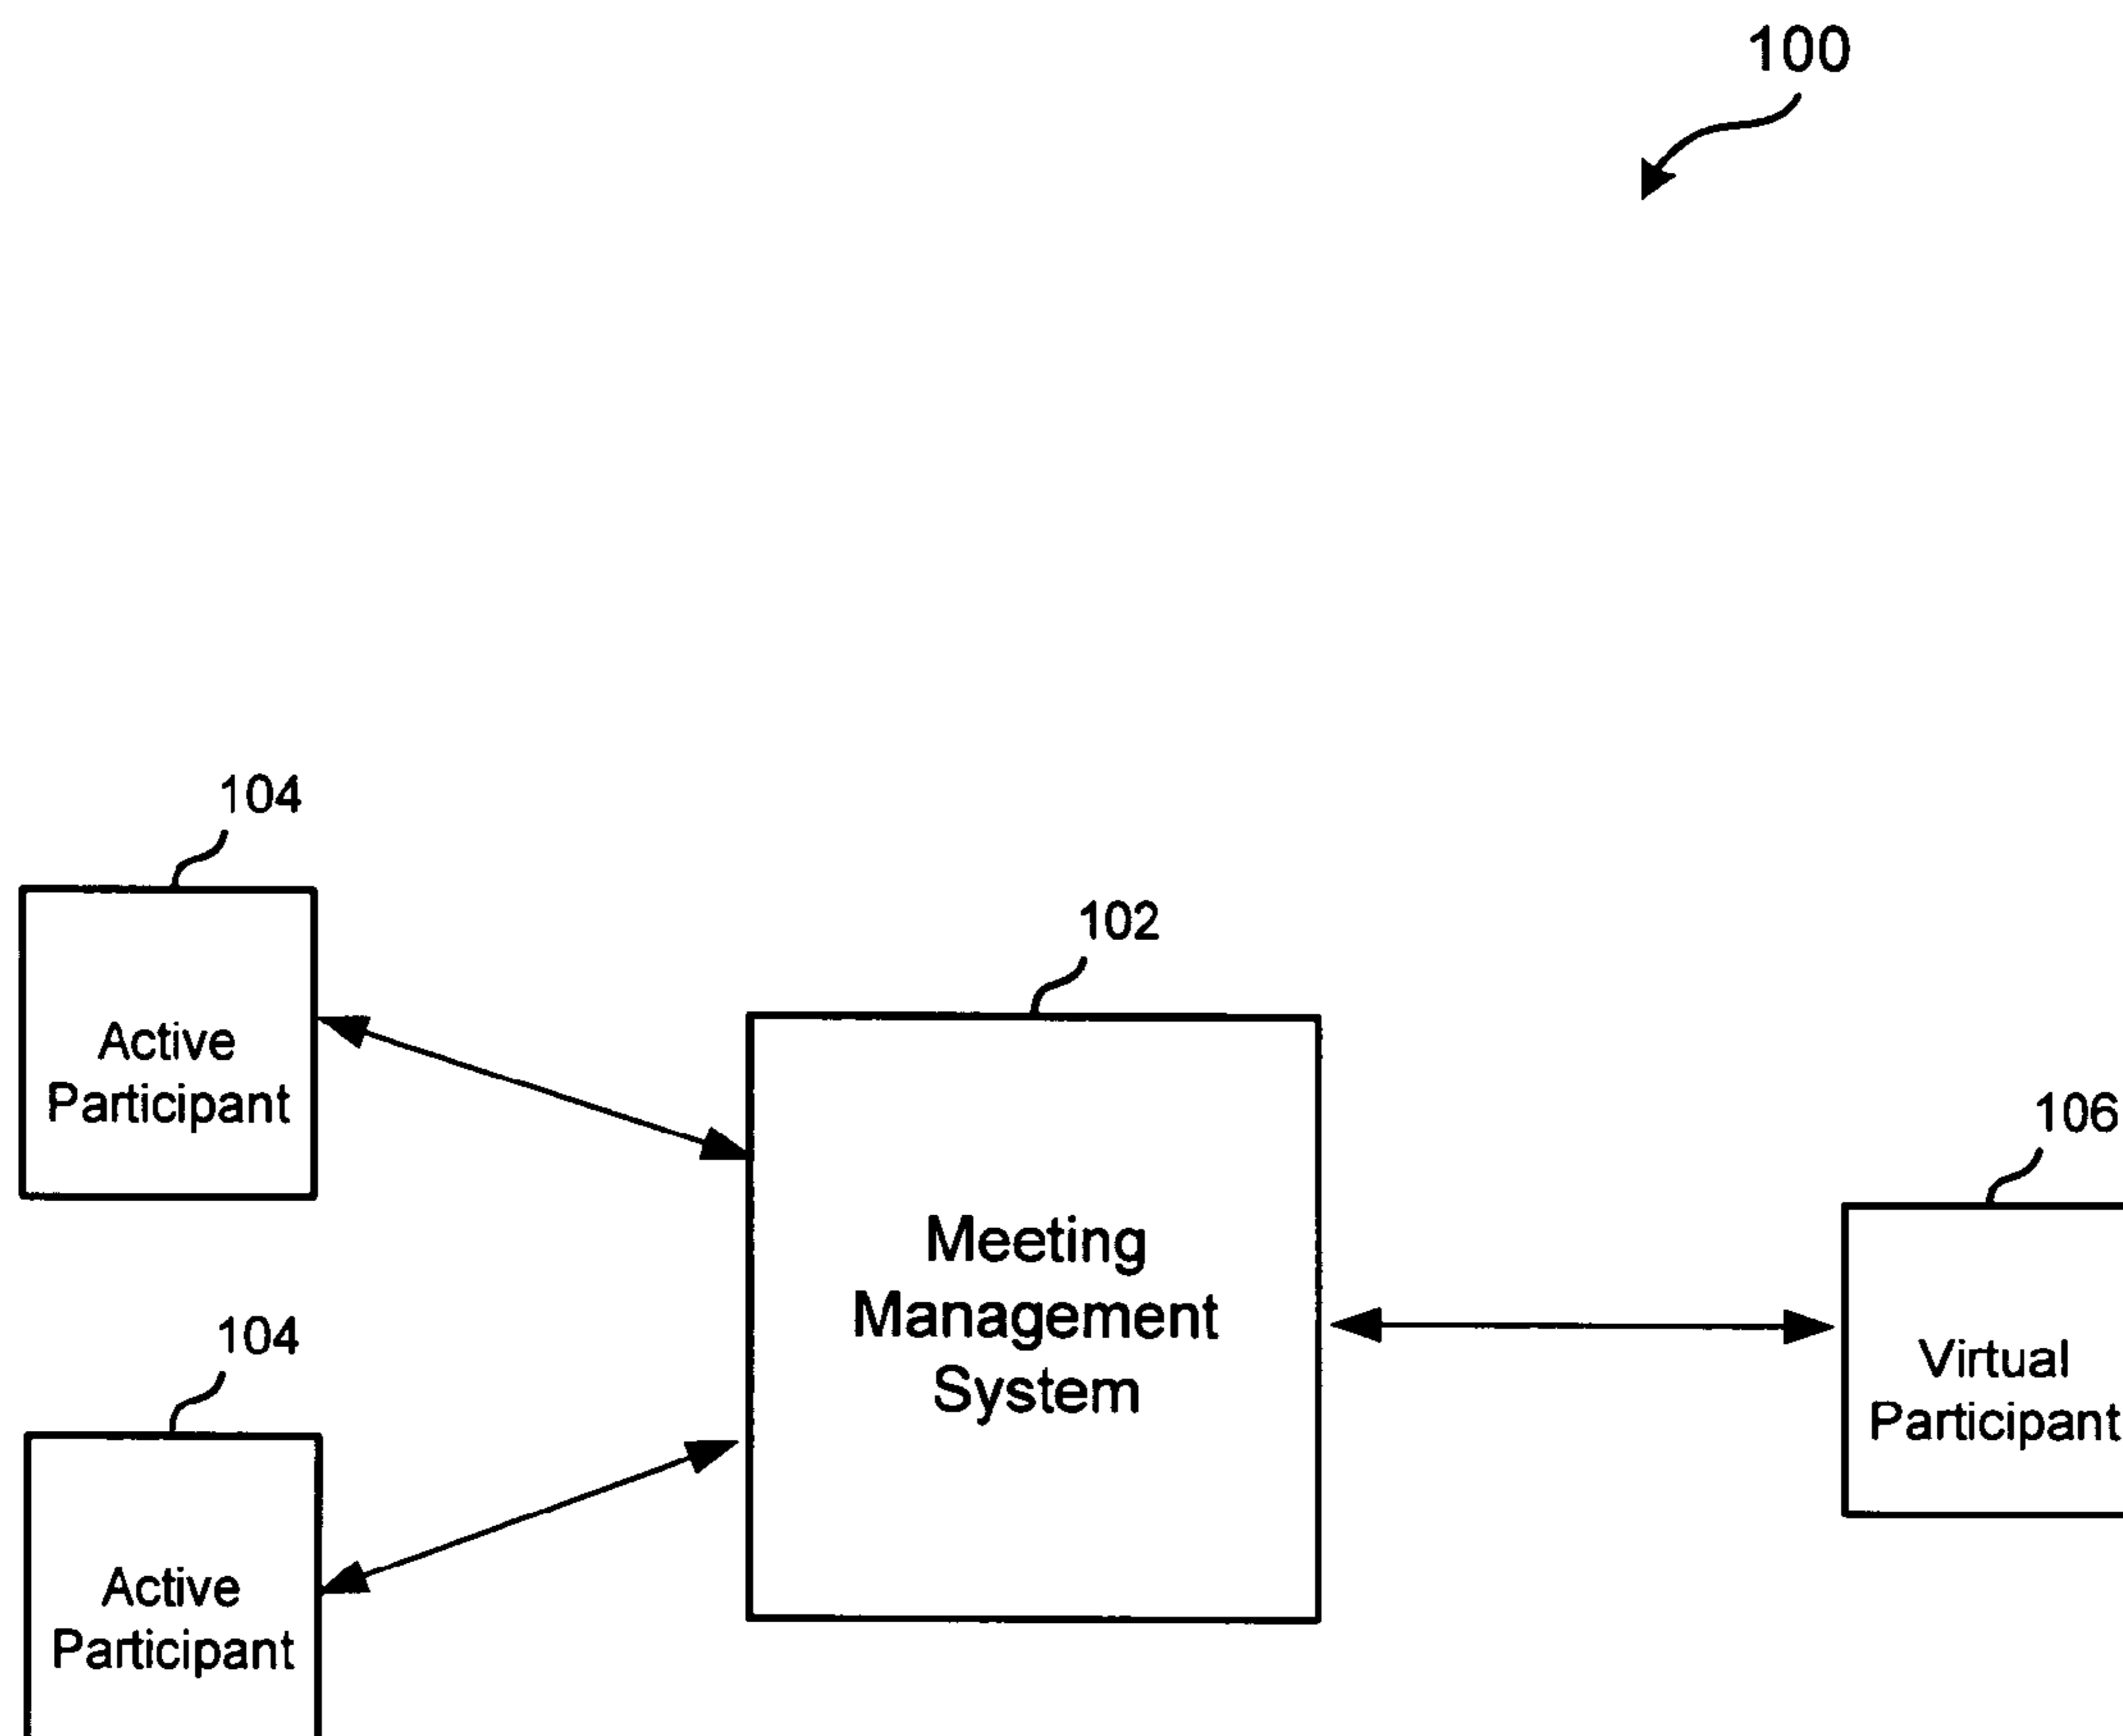 100
104
Active
Participant
102
Meeting
Management
System
106
Virtual
Participant
104
Active
Participant